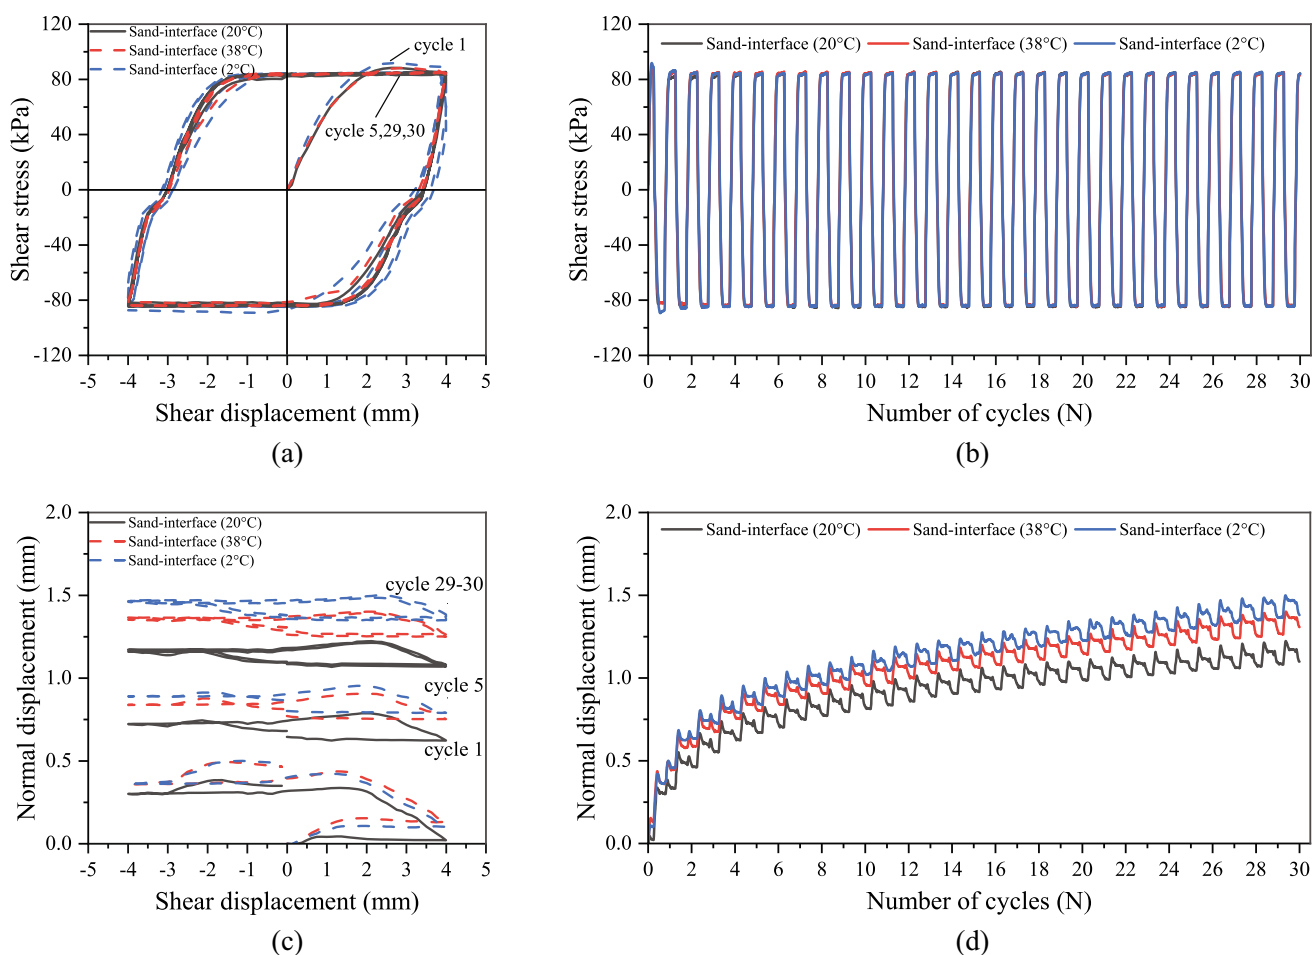 120
80
40
0
-40
-80
-120
Shear stress (kPa)
Sand-interface (20°C)
Sand-interface (38°C)
Sand-interface (2°C)
cycle 1
cycle 5,29,30
-5 -4 -3 -2 -1 0 1 2 3 4 5
Shear displacement (mm)
(a)
120
80
40
0
-40
-80
-120
Shear stress (kPa)
Sand-interface (20°C) Sand-interface (38°C) Sand-interface (2°C)
0 2 4 6 8 10 12 14 16 18 20 22 24 26 28 30
Number of cycles (N)
(b)
2.0
1.5
1.0
0.5
0.0
Normal displacement (mm)
Sand-interface (20°C)
Sand-interface (38°C)
Sand-interface (2°C)
cycle 29-30
cycle 5
cycle 1
-5 -4 -3 -2 -1 0 1 2 3 4 5
Shear displacement (mm)
(c)
2.0
1.5
1.0
0.5
0.0
Normal displacement (mm)
Sand-interface (20°C) Sand-interface (38°C) Sand-interface (2°C)
0 2 4 6 8 10 12 14 16 18 20 22 24 26 28 30
Number of cycles (N)
(d)